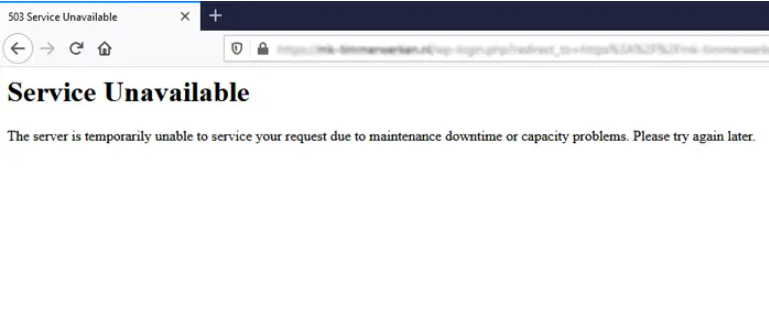 503 Service Unavailable
Service Unavailable
The server is temporarily unable to service your request due to maintenance downtime or capacity problems. Please try again later.